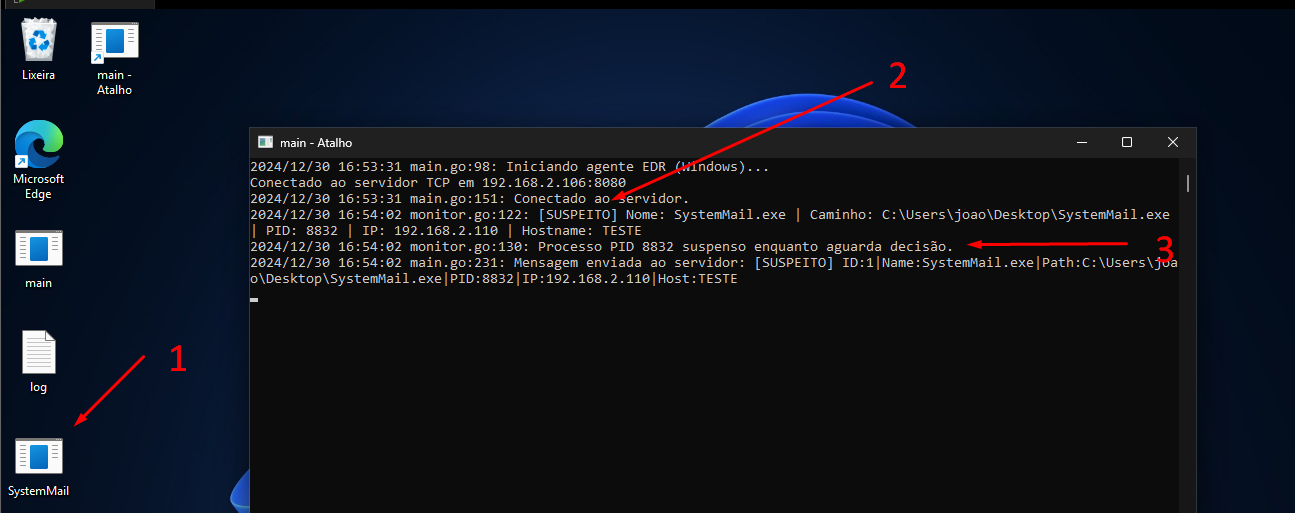 Lixeira
main -
Atalho
Microsoft
Edge
main
log
SystemMail
1
2
3
main - Atalho
2024/12/30 16:53:31 main.go:98: Iniciando agente EDR (Windows)...
Conectado ao servidor TCP em 192.168.2.106:8080
2024/12/30 16:53:31 main.go:151: Conectado ao servidor.
2024/12/30 16:54:02 monitor.go:122: [SUSPEITO] Nome: SystemMail.exe | Caminho: C:\Users\joao\Desktop\SystemMail.exe
| PID: 8832 | IP: 192.168.2.110 | Hostname: TESTE
2024/12/30 16:54:02 monitor.go:130: Processo PID 8832 suspenso enquanto aguarda decisão.
2024/12/30 16:54:02 main.go:231: Mensagem enviada ao servidor: [SUSPEITO] ID:1|Name:SystemMail.exe|Path:C:\Users\joa
o\Desktop\SystemMail.exe|PID:8832|IP:192.168.2.110|Host:TESTE